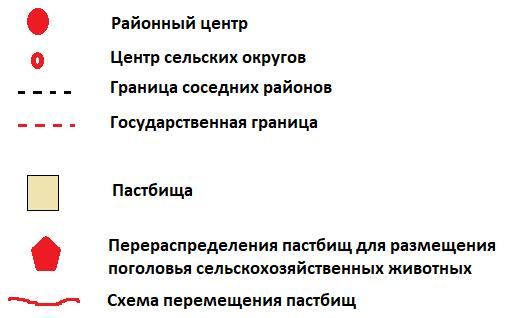 Районный центр
Центр сельских округов
Граница соседних районов
Государственная граница
Пастбища
Перераспределения пастбищ для размещения
поголовья сельскохозяйственных животных
Схема перемещения пастбищ